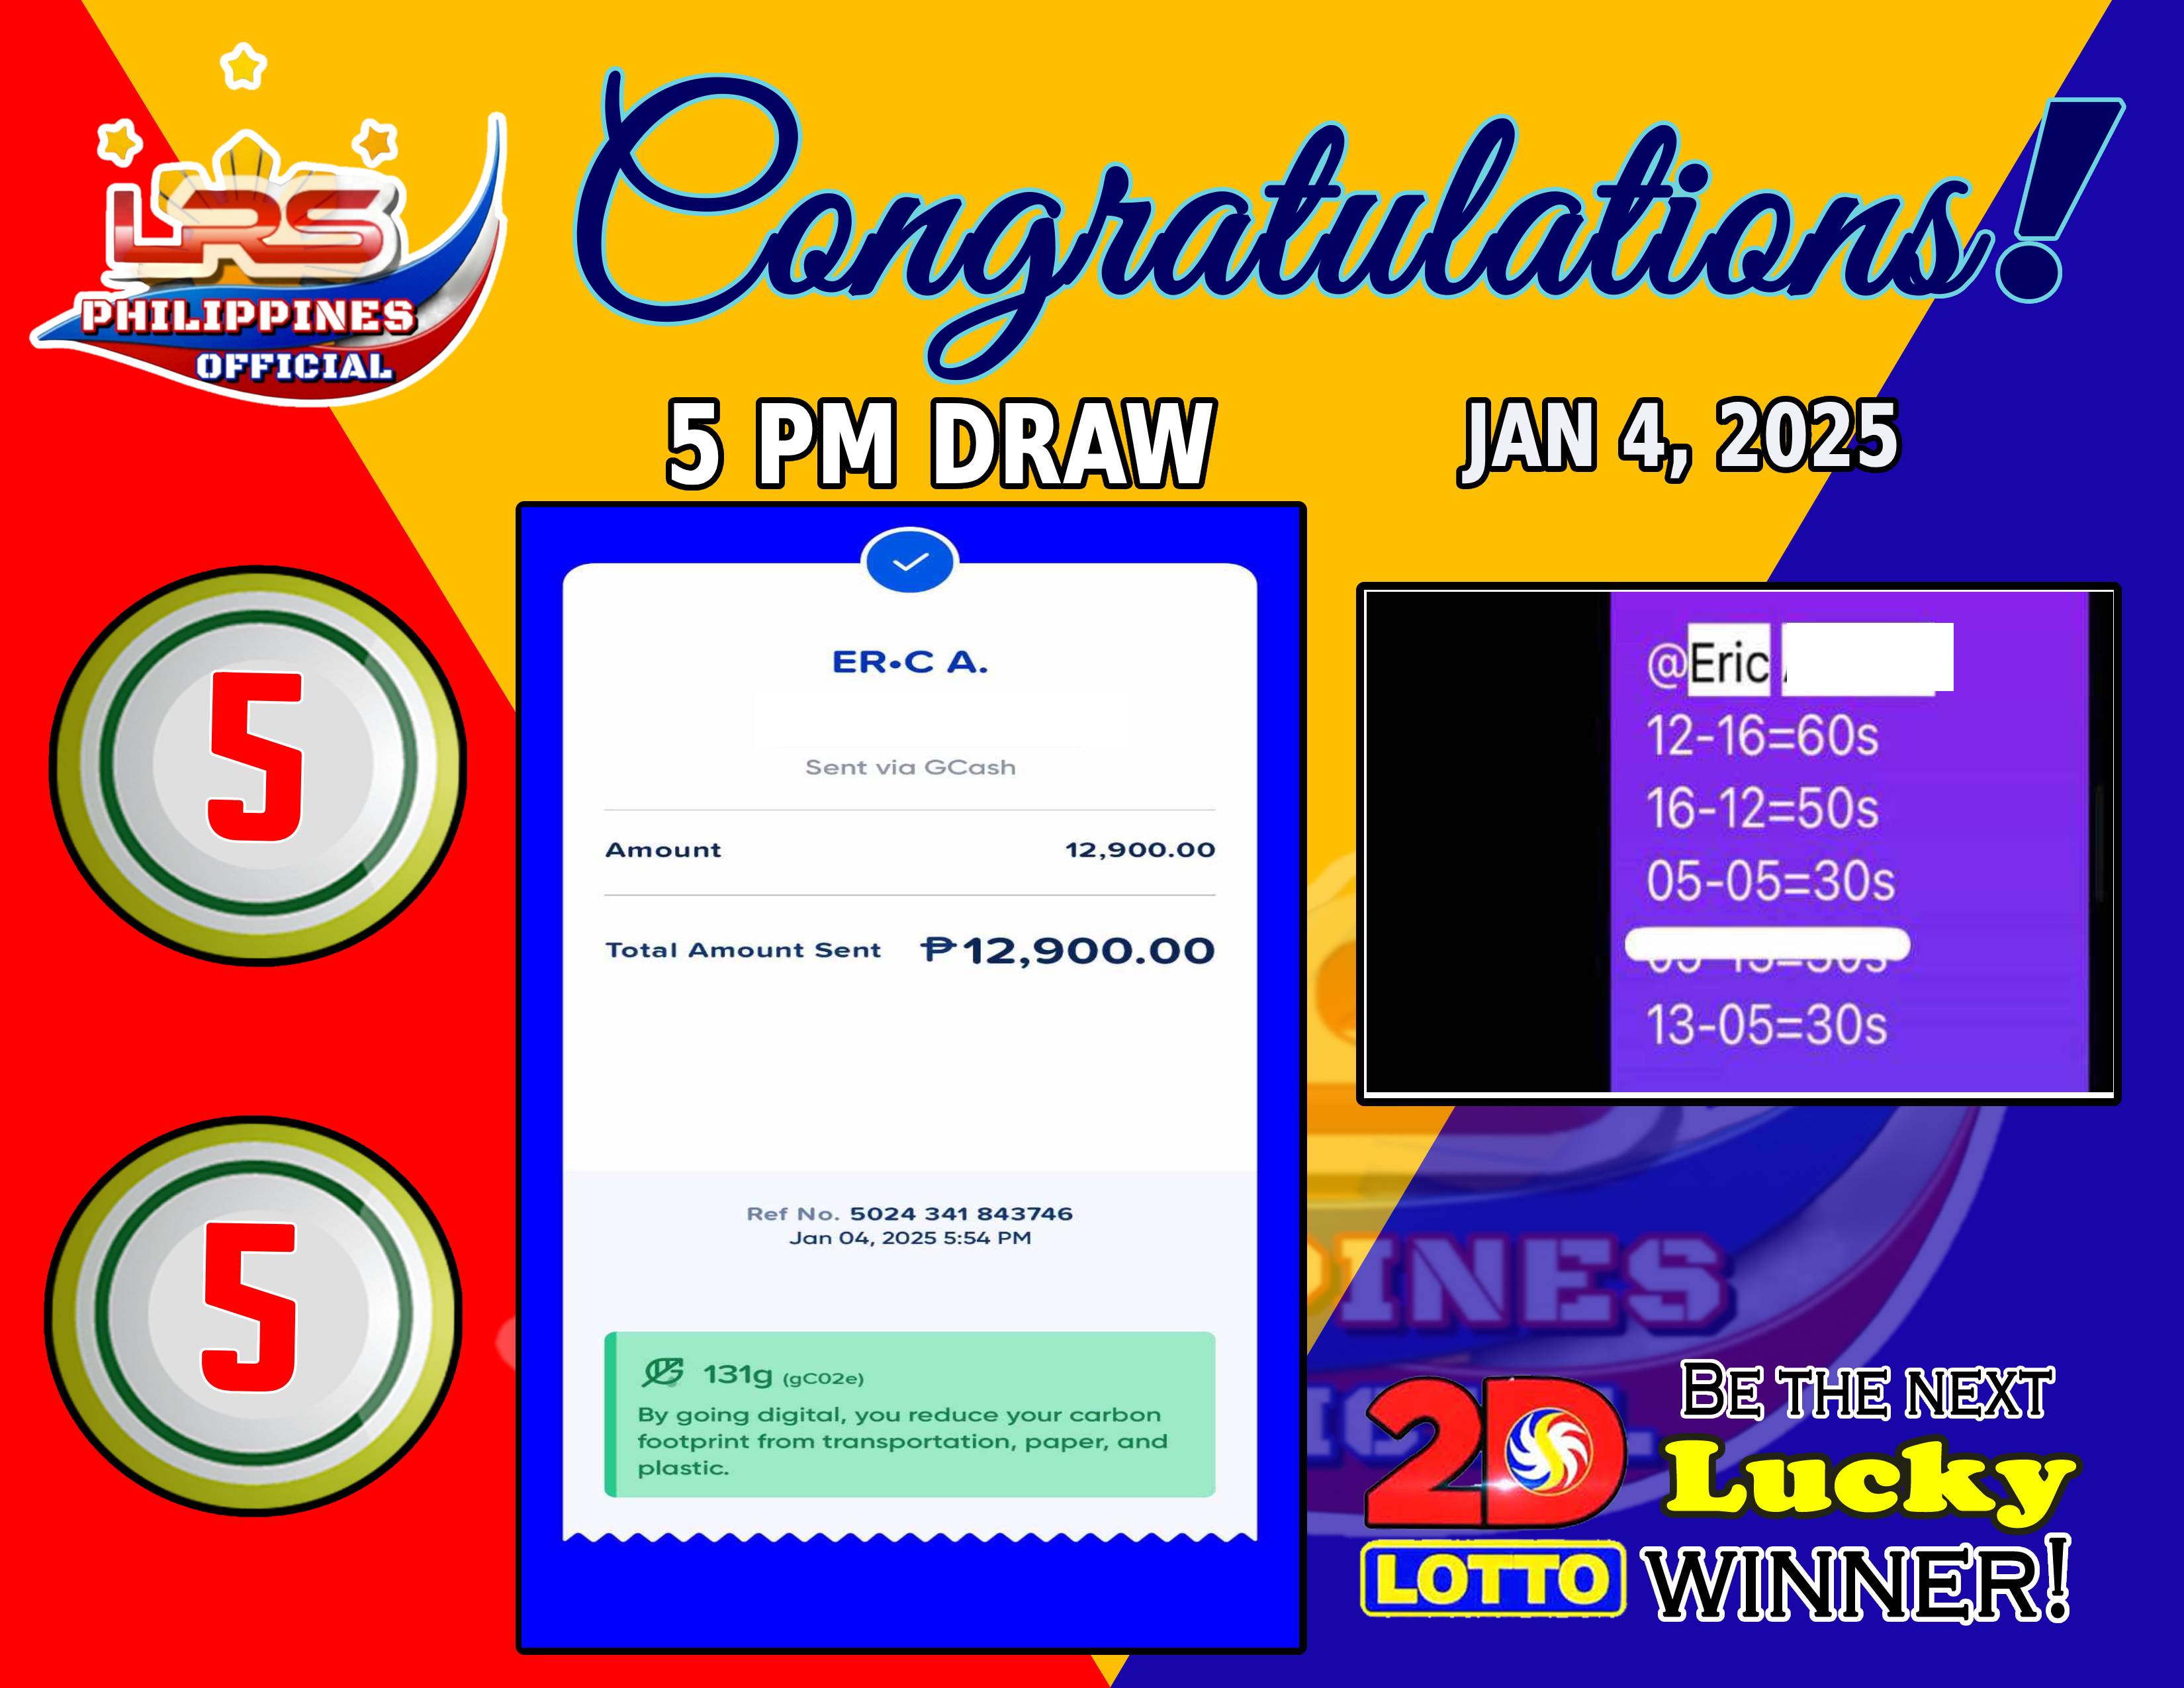 LRS
PHILIPPINES
OFFICIAL
Congratulations!
5 PM DRAW
JAN 4, 2025
5
5
ER•C A.
Sent via GCash
Amount 12,900.00
Total Amount Sent ₱12,900.00
Ref No. 5024 341 843746
Jan 04, 2025 5:54 PM
131g (gCO2e)
By going digital, you reduce your carbon
footprint from transportation, paper, and
plastic.
@Eric
12-16=60s
16-12=50s
05-05=30s
13-05=30s
PINES
2D
LOTTO
BE THE NEXT
Lucky
WINNER!